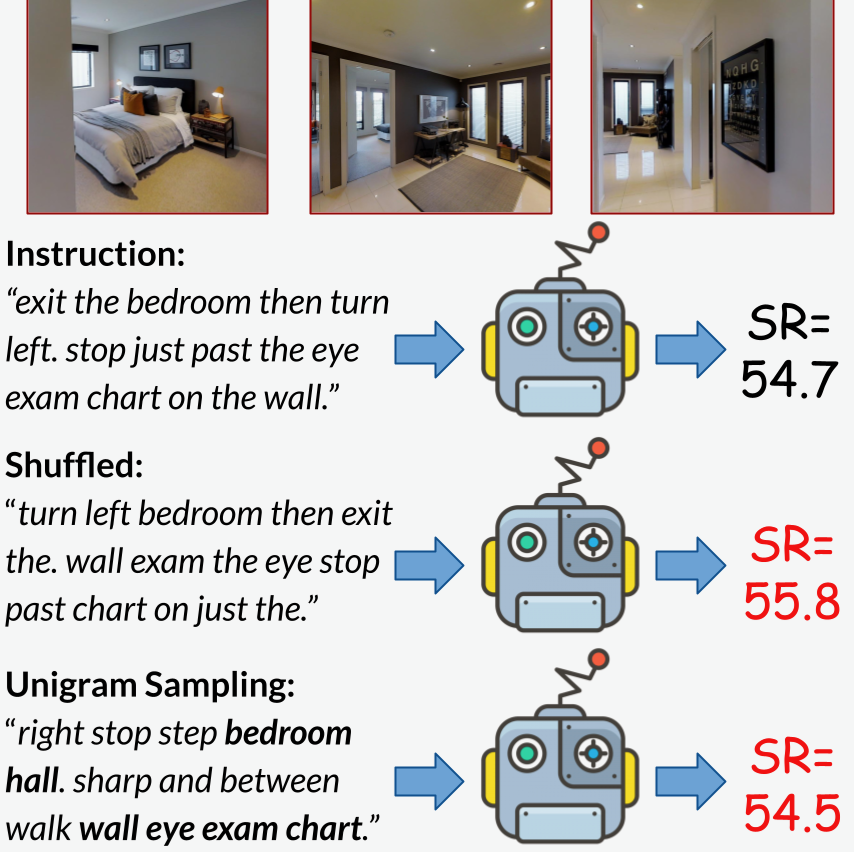 NQHG
ZDKD
Instruction:
“exit the bedroom then turn
left. stop just past the eye
exam chart on the wall.”
SR=
54.7
Shuffled:
“turn left bedroom then exit
the. wall exam the eye stop
past chart on just the.”
SR=
55.8
Unigram Sampling:
“right stop step bedroom
hall. sharp and between
walk wall eye exam chart.”
SR=
54.5